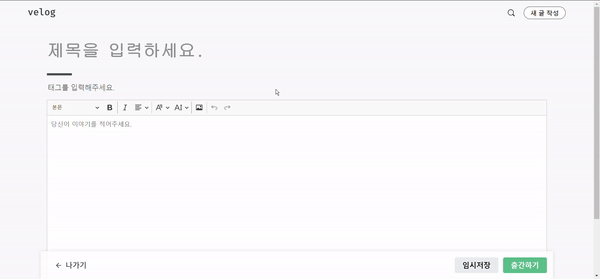 velog
새 글 작성
제목을 입력하세요.
태그를 입력해주세요.
본문
B
I
A
AI
당신이 이야기를 적어주세요.
← 나가기
임시저장
출간하기